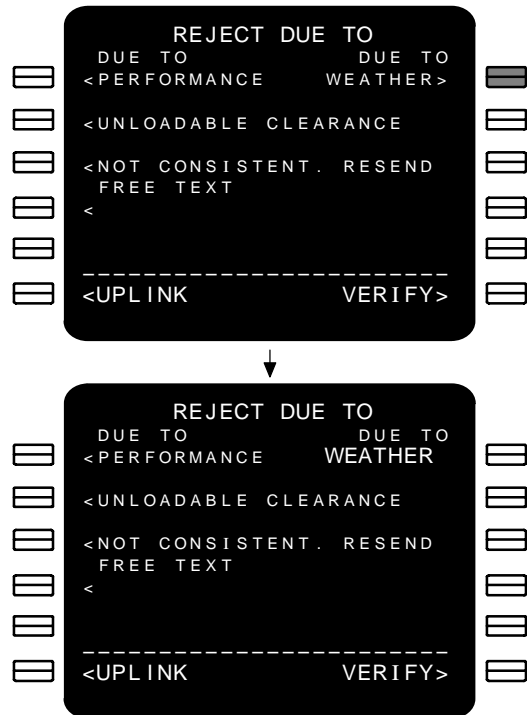 REJECT DUE TO
DUE TO DUE TO
<PERFORMANCE WEATHER>
<UNLOADABLE CLEARANCE
<NOT CONSISTENT. RESEND
FREE TEXT
<
--------------------------
<UPLINK VERIFY>
REJECT DUE TO
DUE TO DUE TO
<PERFORMANCE WEATHER
<UNLOADABLE CLEARANCE
<NOT CONSISTENT. RESEND
FREE TEXT
<
--------------------------
<UPLINK VERIFY>